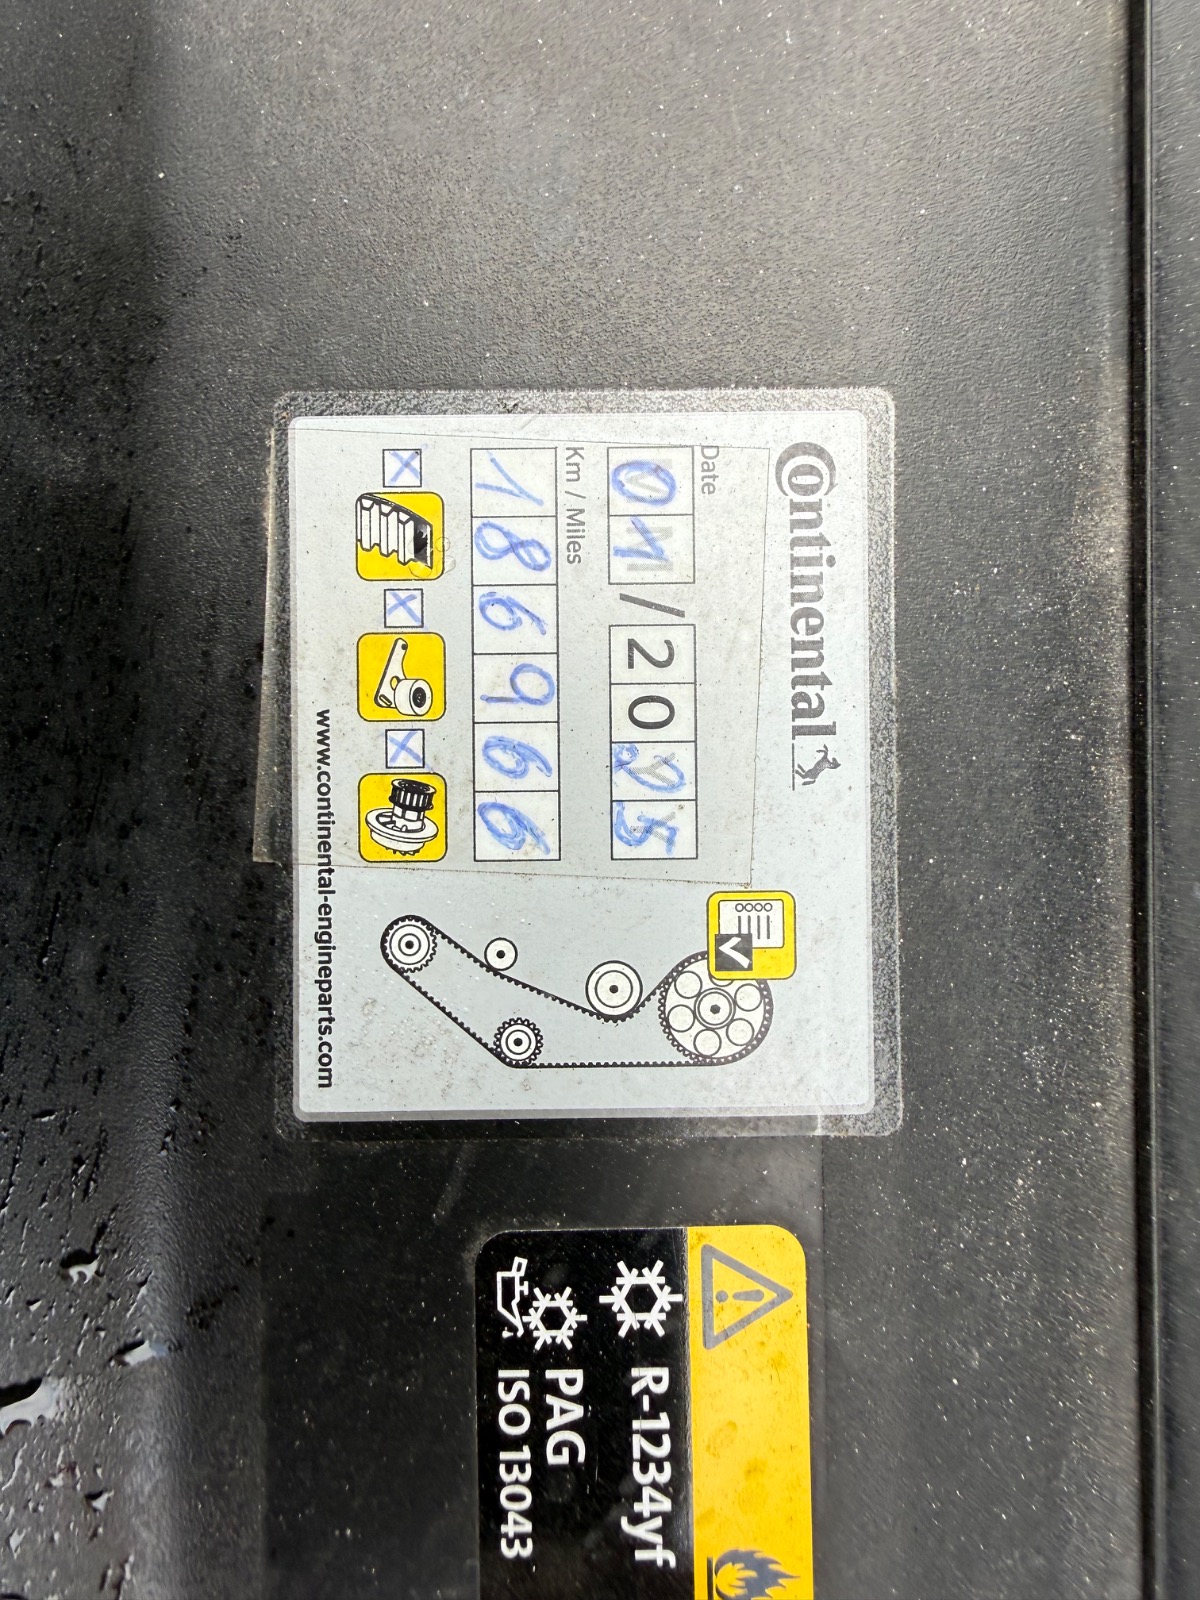 Continental
Date
01/2025
Km / Miles
186966
www.continental-engineparts.com
R-1234yf
PAG
ISO 13043